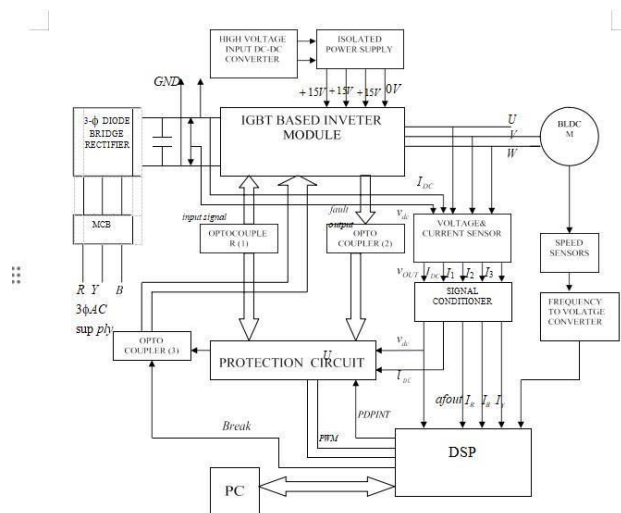 HIGH VOLTAGE
INPUT DC-DC
CONVERTER
ISOLATED
POWER SUPPLY
+15V +15V +15V 0V
GND
3-ϕ DIODE
BRIDGE
RECTIFIER
IGBT BASED INVETER
MODULE
U
V
W
BLDC
M
I_DC
v_dc
MCB
input signal
fault
output
OPTOCOUPLE
R (1)
OPTO
COUPLER (2)
VOLTAGE&
CURRENT SENSOR
SPEED
SENSORS
R Y B
3ϕAC
sup ply
v_OUT I_DC I_1 I_2 I_3
SIGNAL
CONDITIONER
FREQUENCY
TO VOLATGE
CONVERTER
OPTO
COUPLER (3)
U
PROTECTION CIRCUIT
v_dc
I_DC
afout I_R I_B I_Y
PDPINT
Break
PWM
DSP
PC